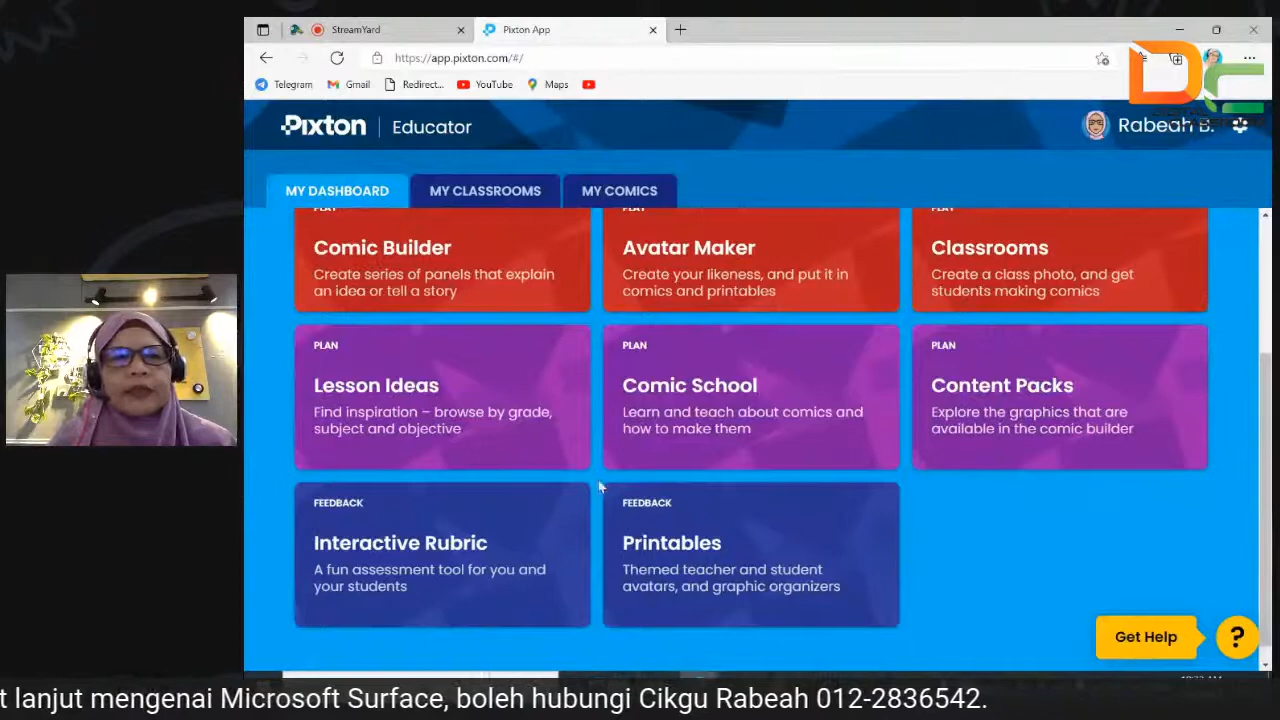 StreamYard
Pixton App
https://app.pixton.com/#/
Telegram
Gmail
Redirect...
YouTube
Maps
Pixton
Educator
Rabeah B.
MY DASHBOARD
MY CLASSROOMS
MY COMICS
PLAY
Comic Builder
Create series of panels that explain
an idea or tell a story
PLAY
Avatar Maker
Create your likeness, and put it in
comics and printables
PLAY
Classrooms
Create a class photo, and get
students making comics
PLAN
Lesson Ideas
Find inspiration – browse by grade,
subject and objective
PLAN
Comic School
Learn and teach about comics and
how to make them
PLAN
Content Packs
Explore the graphics that are
available in the comic builder
FEEDBACK
Interactive Rubric
A fun assessment tool for you and
your students
FEEDBACK
Printables
Themed teacher and student
avatars, and graphic organizers
Get Help
?
t lanjut mengenai Microsoft Surface, boleh hubungi Cikgu Rabeah 012-2836542.